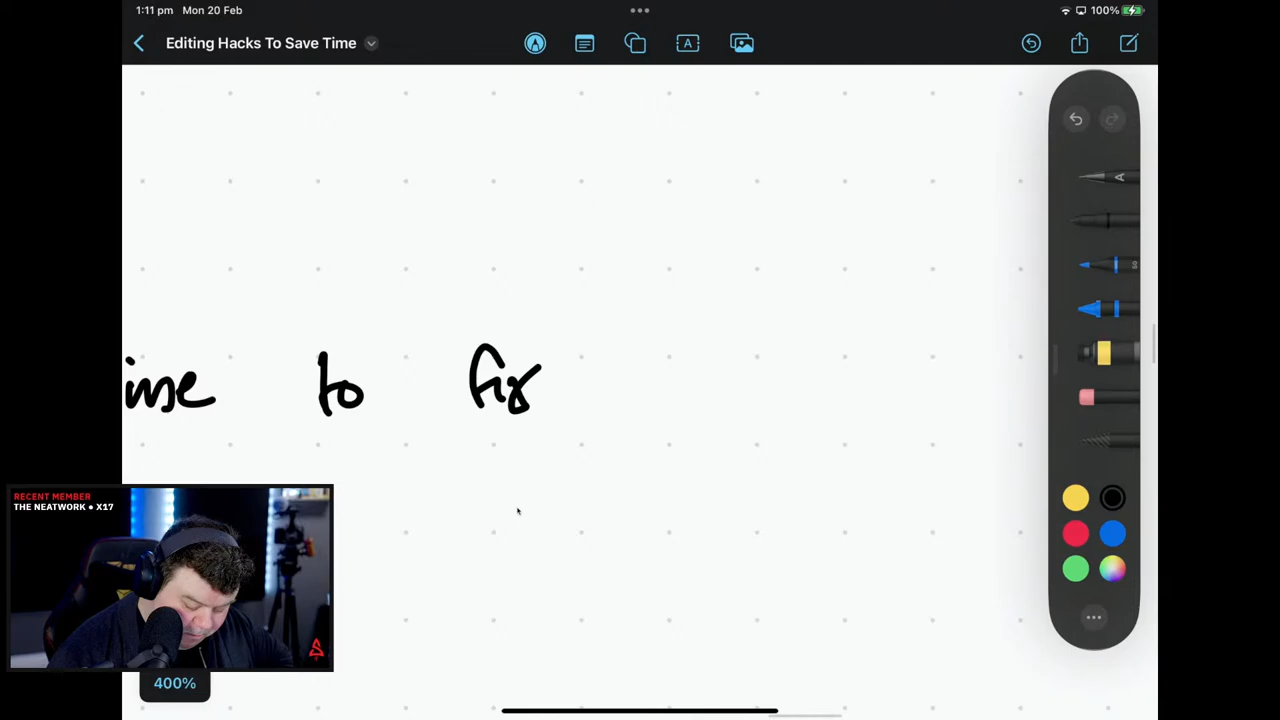 1:11 pm Mon 20 Feb
100%
Editing Hacks To Save Time
A
A
50
to fix
RECENT MEMBER
THE NEATWORK • X17
400%